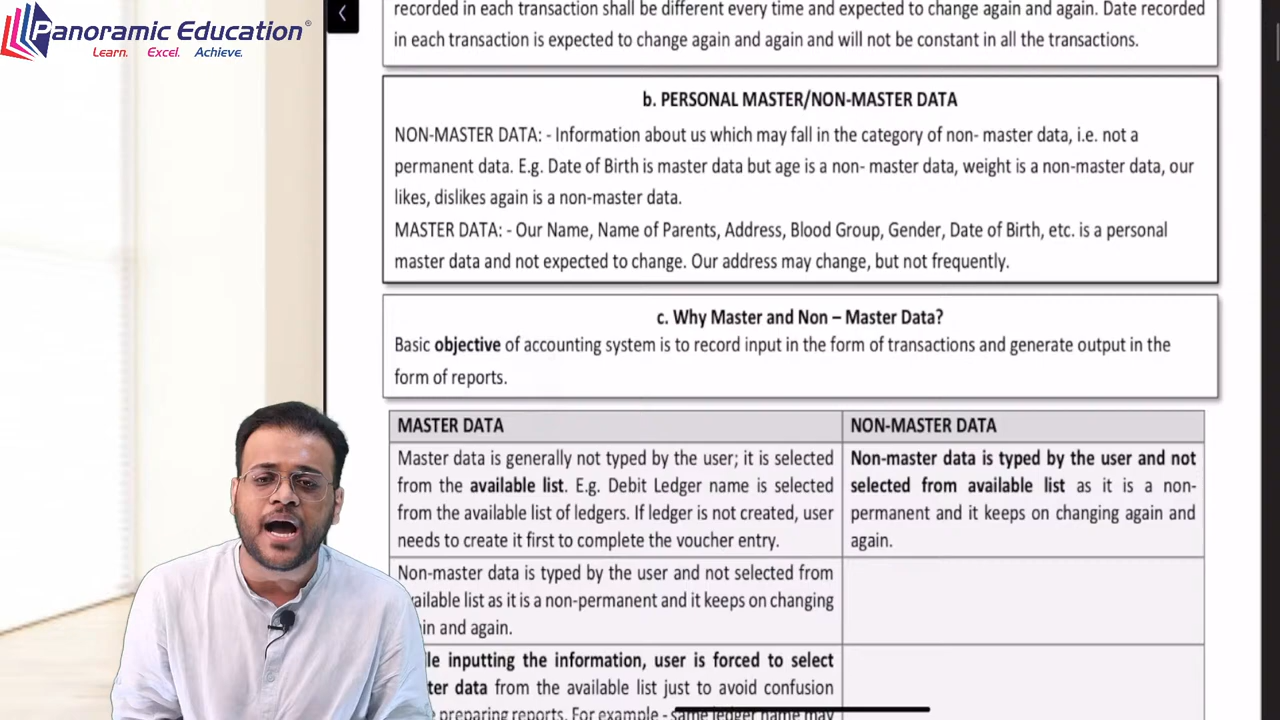 Panoramic Education®
Learn. Excel. Achieve.
recorded in each transaction shall be different every time and expected to change again and again. Date recorded
in each transaction is expected to change again and again and will not be constant in all the transactions.
b. PERSONAL MASTER/NON-MASTER DATA
NON-MASTER DATA: - Information about us which may fall in the category of non- master data, i.e. not a
permanent data. E.g. Date of Birth is master data but age is a non- master data, weight is a non-master data, our
likes, dislikes again is a non-master data.
MASTER DATA: - Our Name, Name of Parents, Address, Blood Group, Gender, Date of Birth, etc. is a personal
master data and not expected to change. Our address may change, but not frequently.
c. Why Master and Non – Master Data?
Basic objective of accounting system is to record input in the form of transactions and generate output in the
form of reports.
MASTER DATA
Master data is generally not typed by the user; it is selected
from the available list. E.g. Debit Ledger name is selected
from the available list of ledgers. If ledger is not created, user
needs to create it first to complete the voucher entry.
NON-MASTER DATA
Non-master data is typed by the user and not
selected from available list as it is a non-
permanent and it keeps on changing again and
again.
Non-master data is typed by the user and not selected from
list as it is a non-permanent and it keeps on changing
and again.
inputting the information, user is forced to select
data from the available list just to avoid confusion
preparing reports. For example - same ledger name may